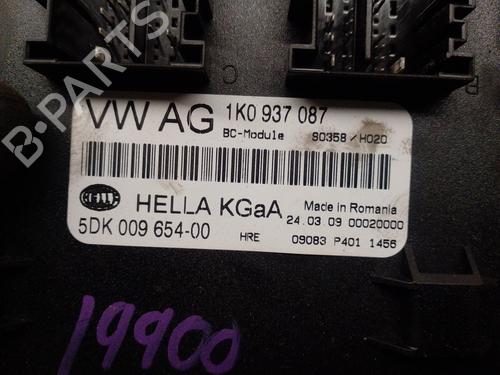 C
B
VW AG 1K0 937 087
BC-Module S0358/H020
HELLA
HELLA KGaA
Made in Romania
24.03.09 00020000
5DK 009 654-00
HRE
09083 P401 1456
19900
B-PARTS